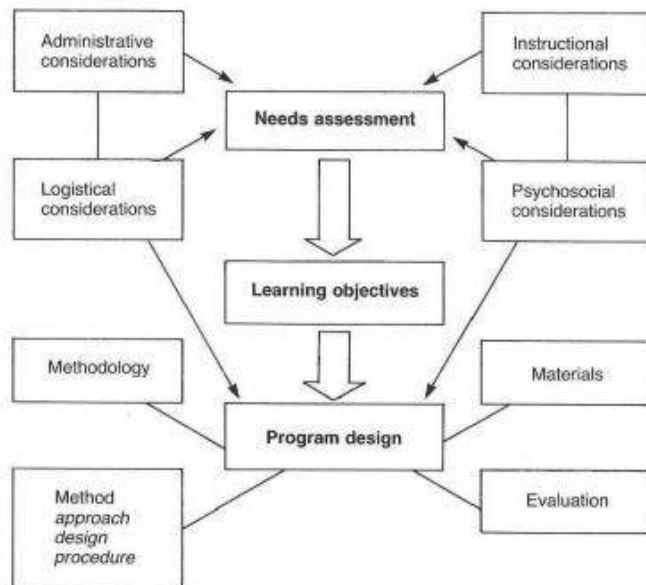 Administrative
considerations
Instructional
considerations
Needs assessment
Logistical
considerations
Psychosocial
considerations
Learning objectives
Methodology
Materials
Program design
Method
approach
design
procedure
Evaluation